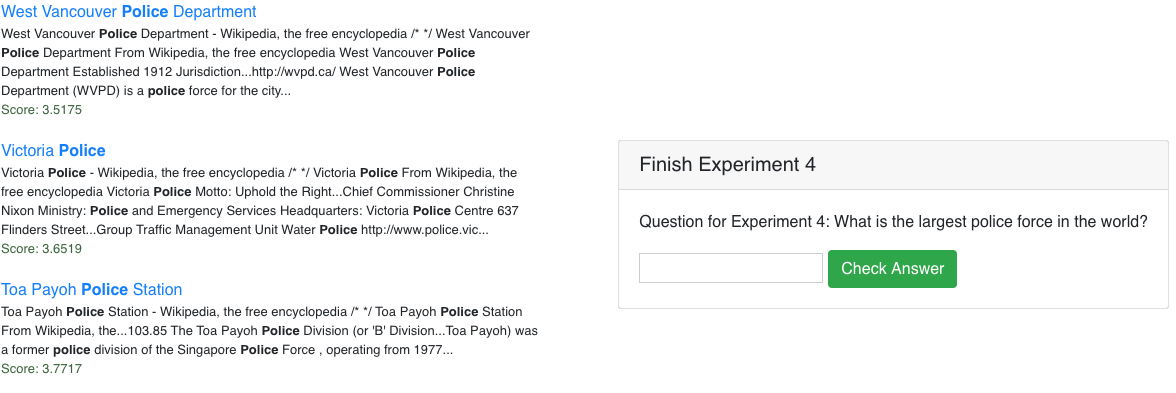 West Vancouver Police Department
West Vancouver Police Department - Wikipedia, the free encyclopedia /* */ West Vancouver
Police Department From Wikipedia, the free encyclopedia West Vancouver Police
Department Established 1912 Jurisdiction...http://wvpd.ca/ West Vancouver Police
Department (WVPD) is a police force for the city...
Score: 3.5175
Victoria Police
Victoria Police - Wikipedia, the free encyclopedia /* */ Victoria Police From Wikipedia, the
free encyclopedia Victoria Police Motto: Uphold the Right...Chief Commissioner Christine
Nixon Ministry: Police and Emergency Services Headquarters: Victoria Police Centre 637
Flinders Street...Group Traffic Management Unit Water Police http://www.police.vic...
Score: 3.6519
Toa Payoh Police Station
Toa Payoh Police Station - Wikipedia, the free encyclopedia /* */ Toa Payoh Police Station
From Wikipedia, the...103.85 The Toa Payoh Police Division (or 'B' Division...Toa Payoh) was
a former police division of the Singapore Police Force , operating from 1977...
Score: 3.7717
Finish Experiment 4
Question for Experiment 4: What is the largest police force in the world?
Check Answer